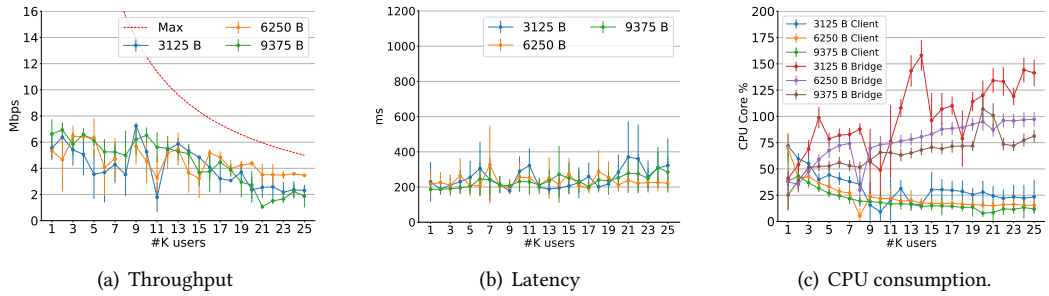 16
14
12
10
8
6
4
2
0
Mbps
Max
3125 B
6250 B
9375 B
1 3 5 7 9 11 13 15 17 19 21 23 25
#K users
(a) Throughput
1200
1000
800
600
400
200
0
ms
3125 B
6250 B
9375 B
1 3 5 7 9 11 13 15 17 19 21 23 25
#K users
(b) Latency
200
175
150
125
100
75
50
25
0
CPU Core %
3125 B Client
6250 B Client
9375 B Client
3125 B Bridge
6250 B Bridge
9375 B Bridge
1 3 5 7 9 11 13 15 17 19 21 23 25
#K users
(c) CPU consumption.